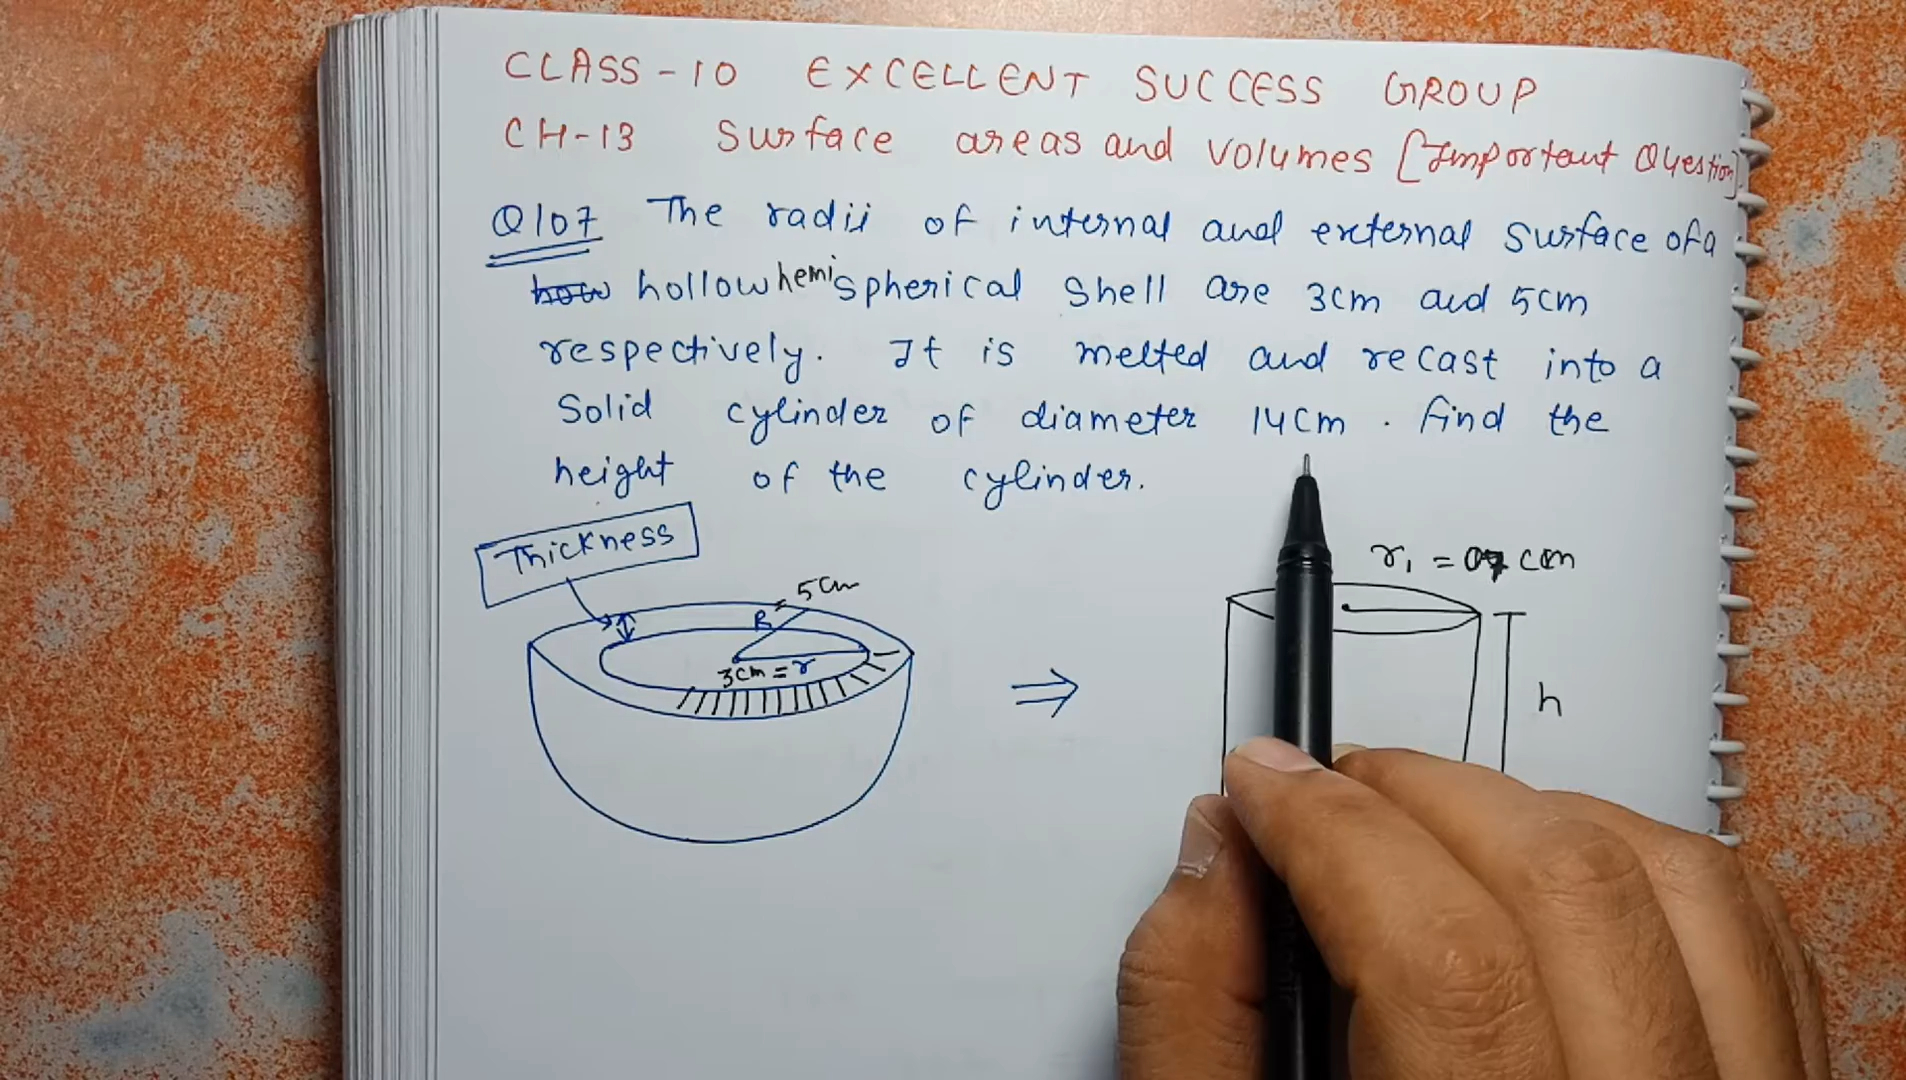 CLASS-10 EXCELLENT SUCCESS GROUP
CH-13 Surface areas and volumes [Important Question]
Q107 The radii of internal and external surface of a
how hollow hemispherical shell are 3cm and 5cm
respectively. It is melted and recast into a
Solid cylinder of diameter 14cm. find the
height of the cylinder.
Thickness
R = 5cm
3cm = r
⇒
r₁ = 7 cm
h